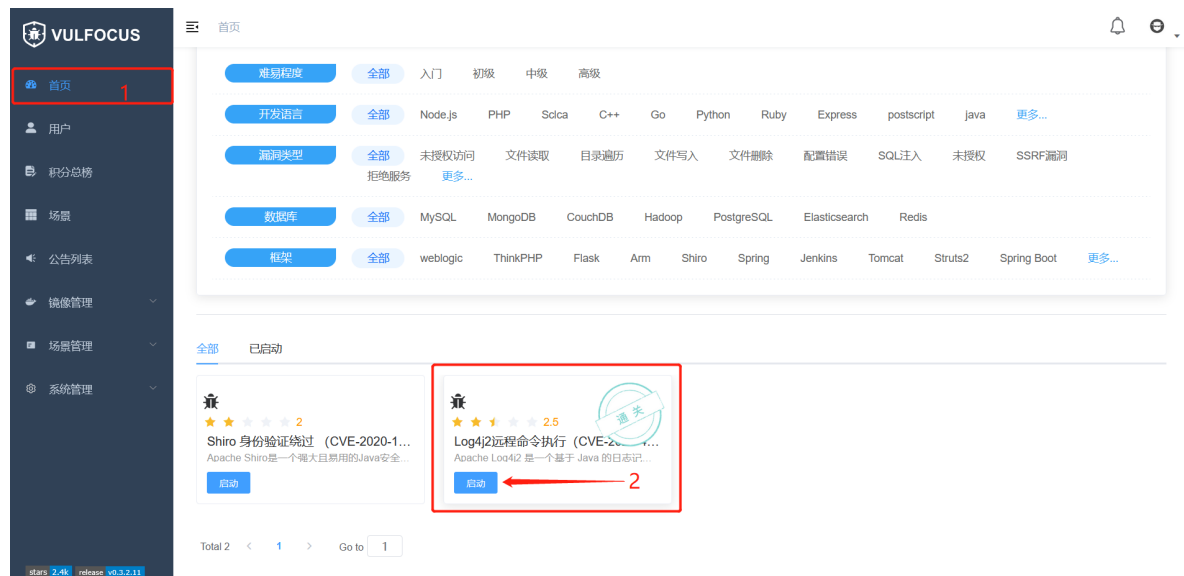 VULFOCUS
首页
首页
1
用户
积分总榜
场景
公告列表
镜像管理
场景管理
系统管理
stars 2.4k release v0.3.2.11
难易程度 全部 入门 初级 中级 高级
开发语言 全部 Node.js PHP Sclca C++ Go Python Ruby Express postscript java 更多...
漏洞类型 全部 未授权访问 文件读取 目录遍历 文件写入 文件删除 配置错误 SQL注入 未授权 SSRF漏洞
拒绝服务 更多...
数据库 全部 MySQL MongoDB CouchDB Hadoop PostgreSQL Elasticsearch Redis
框架 全部 weblogic ThinkPHP Flask Arm Shiro Spring Jenkins Tomcat Struts2 Spring Boot 更多...
全部 已启动
2
Shiro 身份验证绕过 （CVE-2020-1...
Apache Shiro是一个强大且易用的Java安全...
启动
通关
2.5
Log4j2远程命令执行（CVE-2...
Apache Log4j2 是一个基于 Java 的日志记...
启动
2
Total 2 < 1 > Go to 1